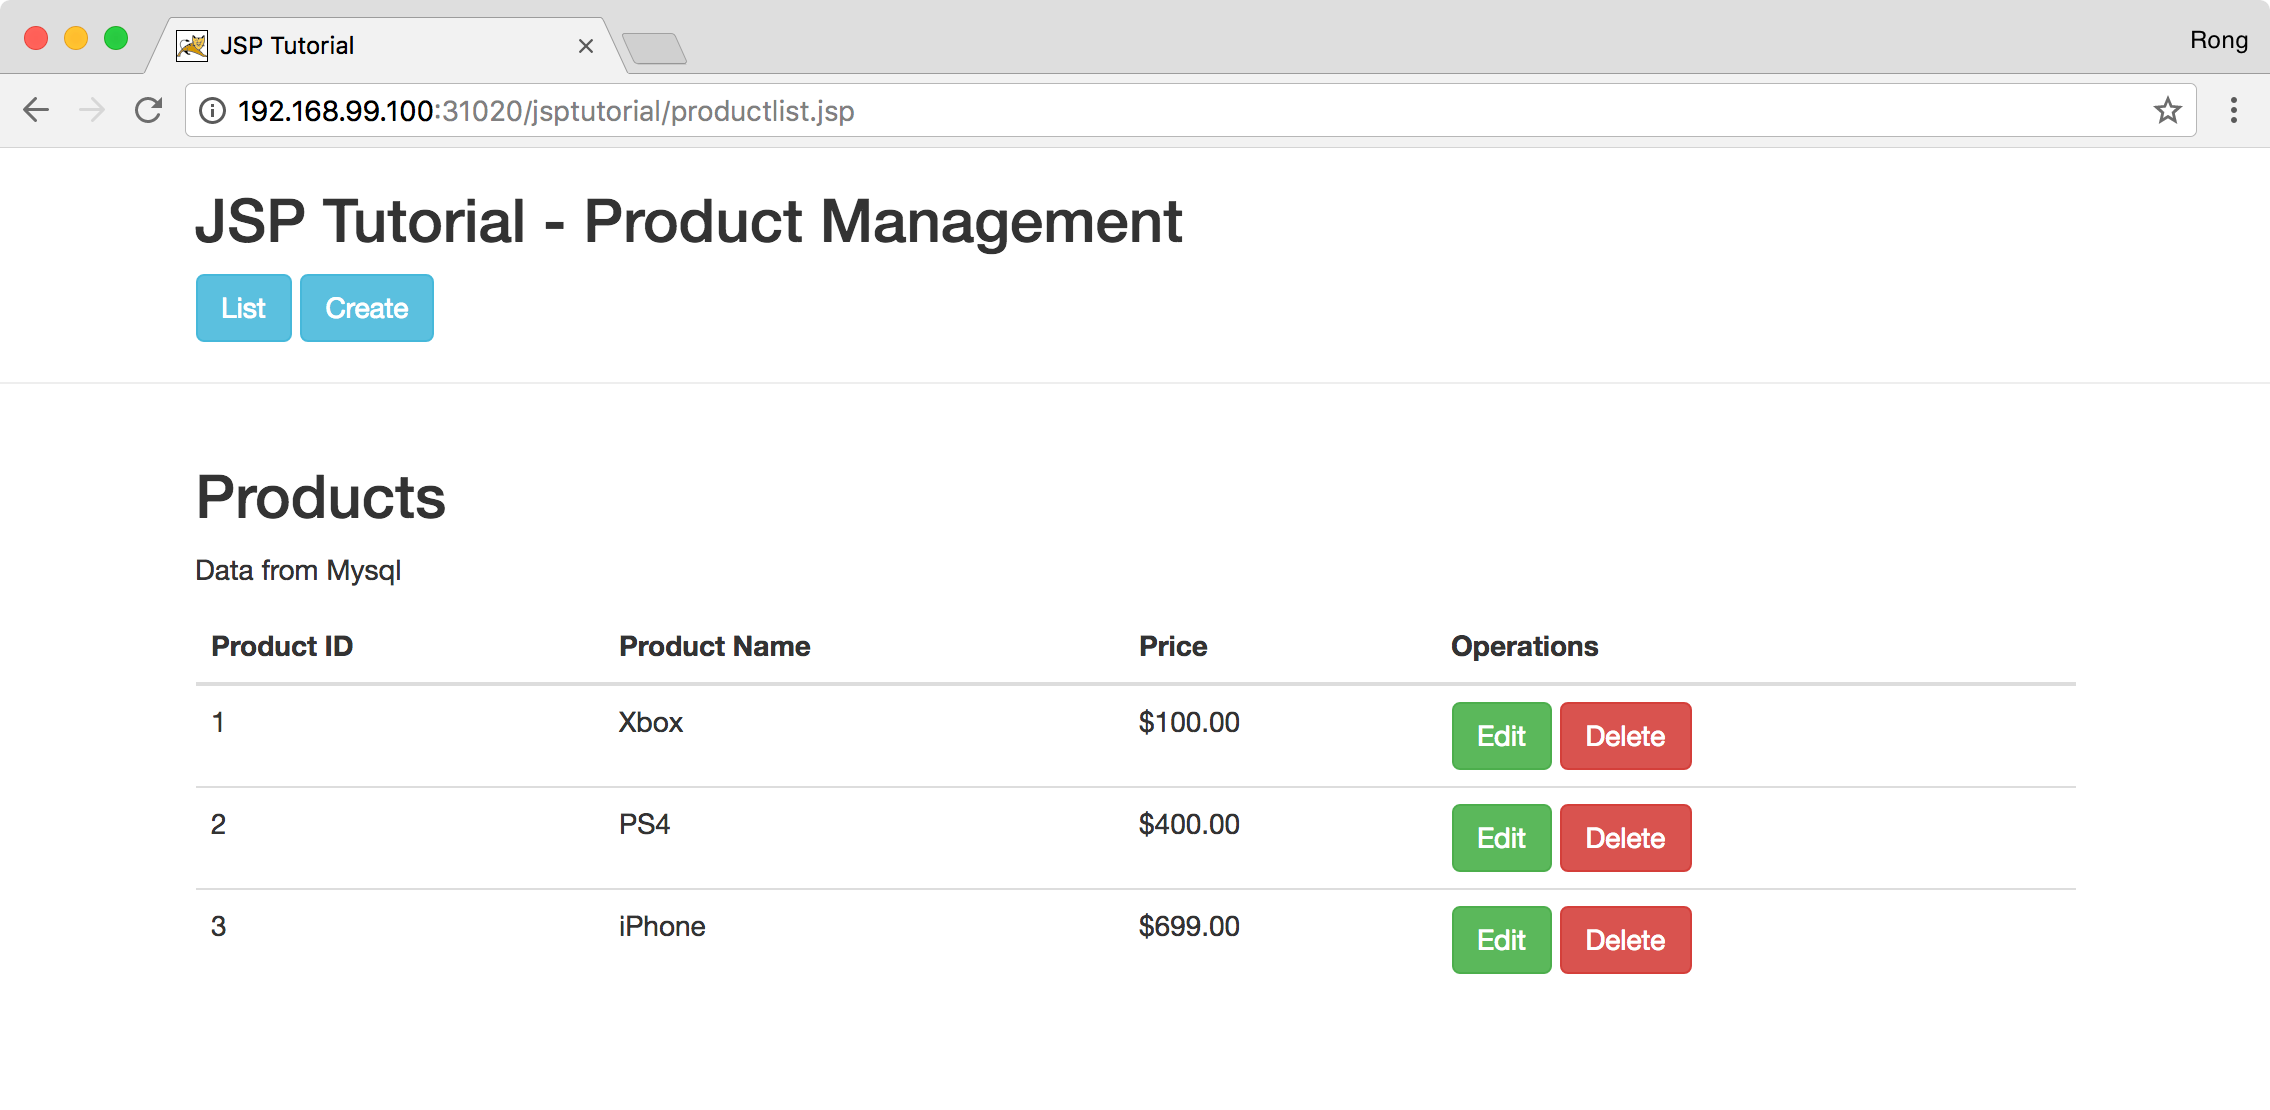 JSP Tutorial
Rong
192.168.99.100:31020/jsptutorial/productlist.jsp
JSP Tutorial - Product Management
List Create
Products
Data from Mysql
Product ID Product Name Price Operations
1 Xbox $100.00 Edit Delete
2 PS4 $400.00 Edit Delete
3 iPhone $699.00 Edit Delete